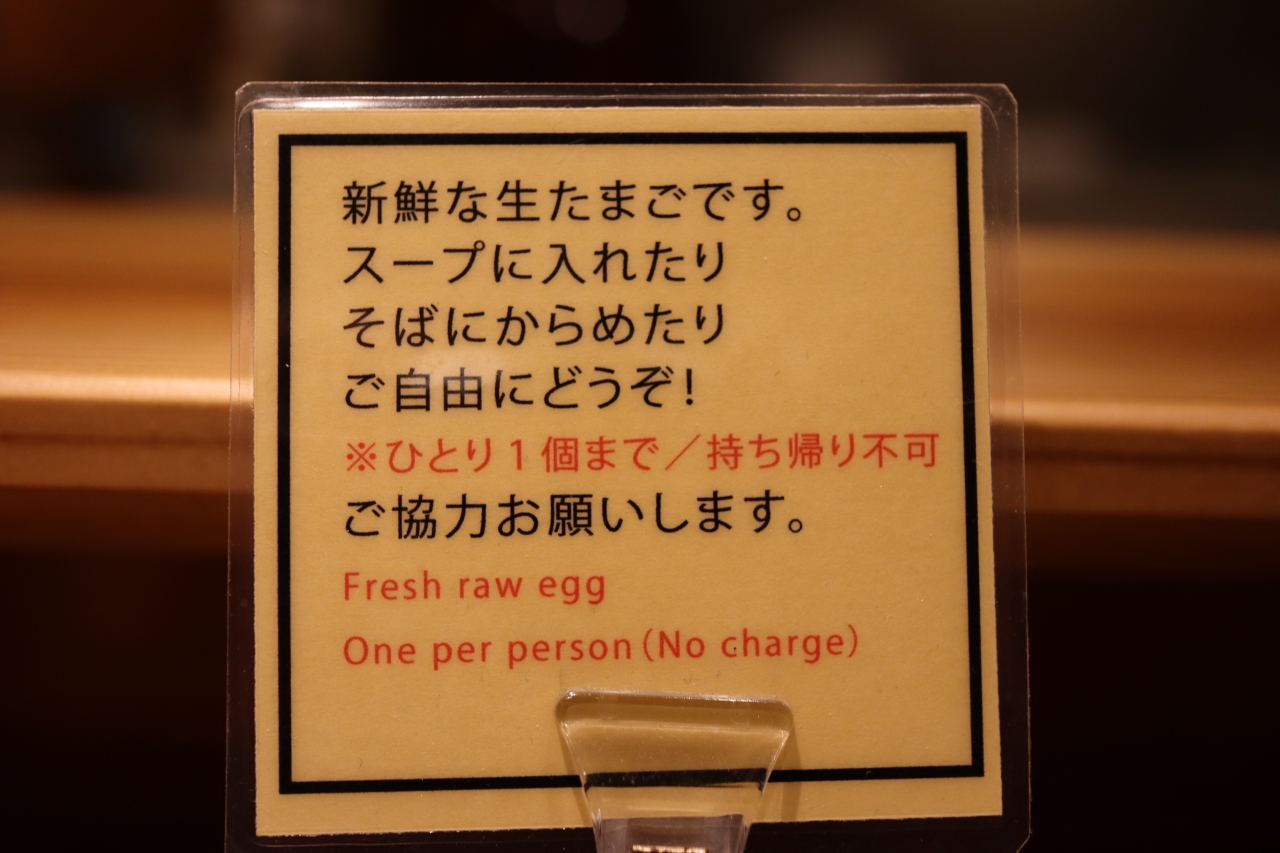 新鮮な生たまごです。
スープに入れたり
そばにからめたり
ご自由にどうぞ!
※ひとり1個まで／持ち帰り不可
ご協力お願いします。
Fresh raw egg
One per person（No charge）